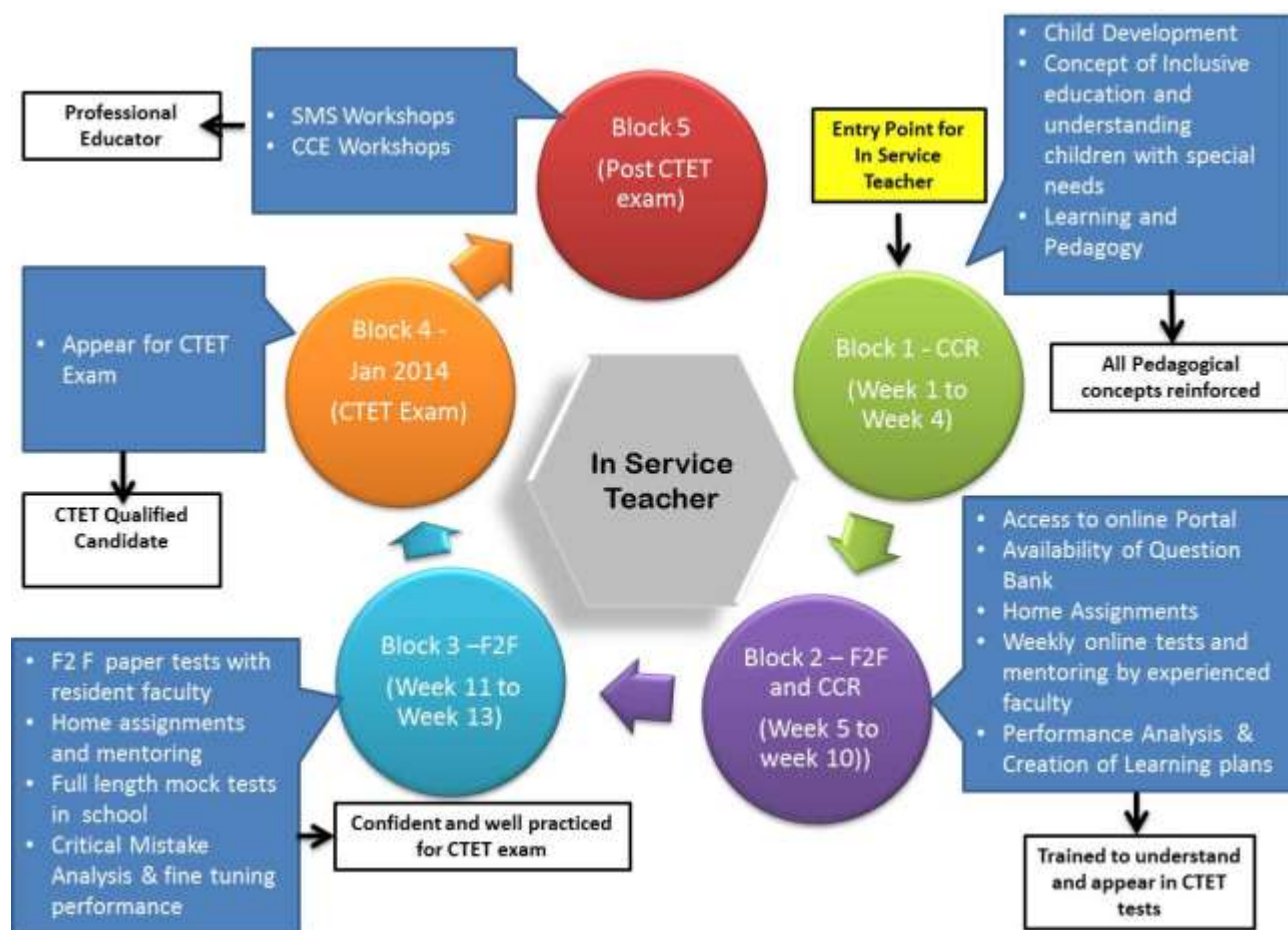 Professional
Educator
• SMS Workshops
• CCE Workshops
Block 5
(Post CTET
exam)
Entry Point for
In Service
Teacher
• Child Development
• Concept of Inclusive
education and
understanding
children with special
needs
• Learning and
Pedagogy
All Pedagogical
concepts reinforced
Block 1 - CCR
(Week 1 to
Week 4)
• Appear for CTET
Exam
Block 4 -
Jan 2014
(CTET Exam)
CTET Qualified
Candidate
In Service
Teacher
• Access to online Portal
• Availability of Question
Bank
• Home Assignments
• Weekly online tests and
mentoring by experienced
faculty
• Performance Analysis &
Creation of Learning plans
Trained to understand
and appear in CTET
tests
Block 2 – F2F
and CCR
(Week 5 to
week 10))
Block 3 –F2F
(Week 11 to
Week 13)
• F2 F paper tests with
resident faculty
• Home assignments
and mentoring
• Full length mock tests
in school
• Critical Mistake
Analysis & fine tuning
performance
Confident and well practiced
for CTET exam